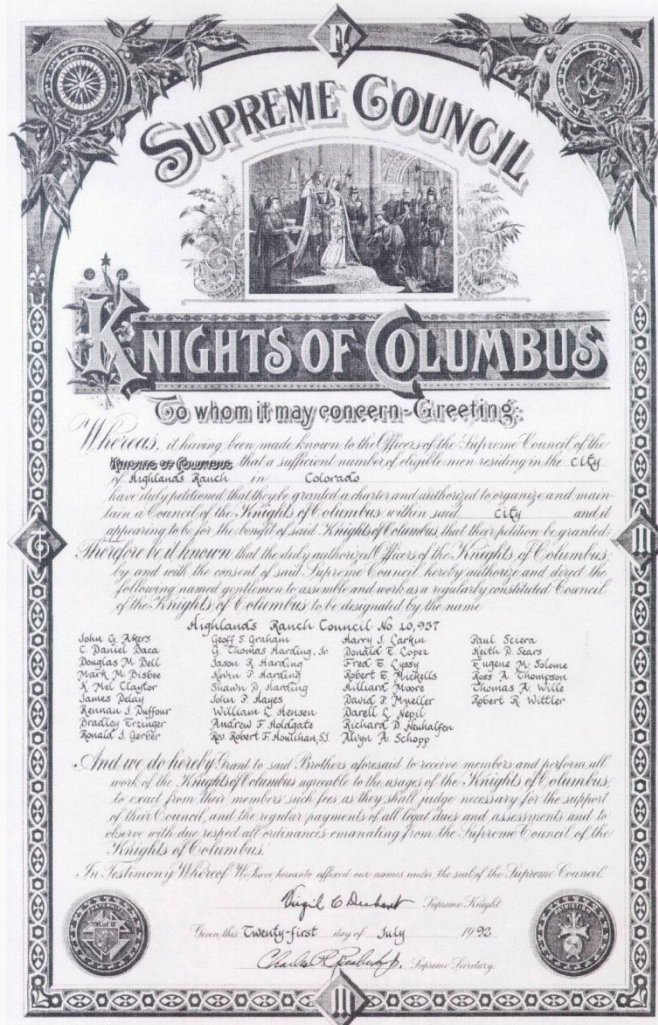 F.
SUPREME COUNCIL
KNIGHTS OF COLUMBUS
To whom it may concern-Greeting:
Whereas, it having been made known to the Officers of the Supreme Council of the
KNIGHTS OF COLUMBUS that a sufficient number of eligible men residing in the City
of Highlands Ranch in Colorado
have duly petitioned that they be granted a charter and authorized to organize and main
tain a Council of the Knights of Columbus within said City and it
appearing to be for the benefit of said Knights of Columbus, that their petition be granted:
Therefore be it known that the duly authorized Officers of the Knights of Columbus,
by and with the consent of said Supreme Council hereby authorize and direct the
following named gentlemen to assemble and work as a regularly constituted Council
of the Knights of Columbus to be designated by the name
Highlands Ranch Council No 10,937
John G. Akers Geoff S. Graham Harry J. Larkin Paul Sciera
C. Daniel Baca G. Thomas Harding, Jr Donald E. Loper Keith D. Sears
Douglas M. Bell Jason R Harding Fred E. Lyssy Eugene M. Solome
Mark M. Bisbee Kevin P. Harding Robert E. Mickells Ross A. Thompson
K Mel Claytor Shawn D. Harding Hilliard Moore Thomas A. Wille
James Delay John P Hayes David P. Mueller Robert R Wittler
Rennan J Duffour William L Hensen Darell L Nepil
Bradley Erzinger Andrew F Holdgate Richard D. Neuhalfen
Ronald J. Gerber Rev Robert F. Houlihan, SJ Alwyn A. Schopp
And we do hereby Grant to said Brothers aforesaid to receive members and perform all
work of the Knights of Columbus agreeable to the usages of the Knights of Columbus,
to exact from their members such fees as they shall judge necessary for the support
of their Council, and the regular payments of all legal dues and assessments and to
observe with due respect all ordinances emanating from the Supreme Council of the
Knights of Columbus.
In Testimony Whereof We have hereunto affixed our names under the seal of the Supreme Council.
Virgil C Dechant Supreme Knight
Given this Twenty-first day of July 1992
Supreme Secretary.
K of C